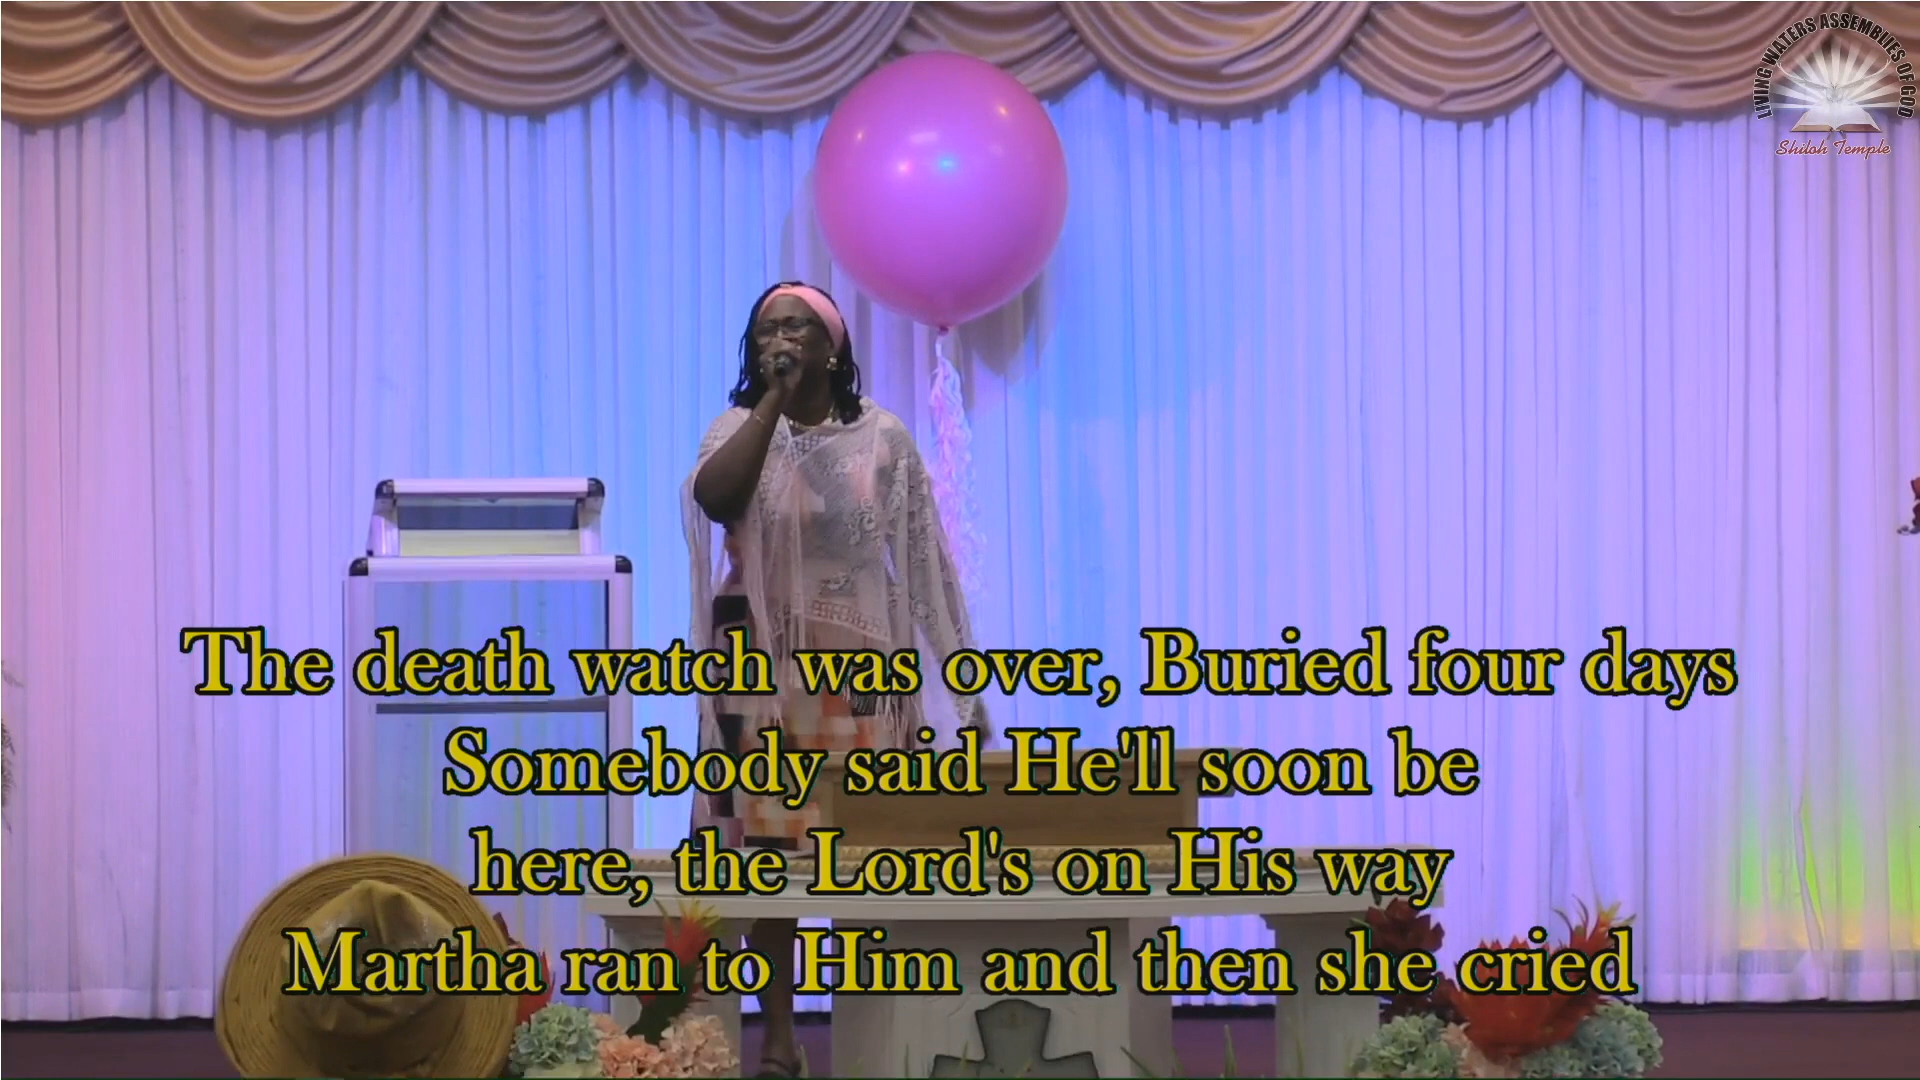 LIVING WATERS ASSEMBLIES OF GOD
Shiloh Temple
The death watch was over, Buried four days
Somebody said He'll soon be
here, the Lord's on His way
Martha ran to Him and then she cried